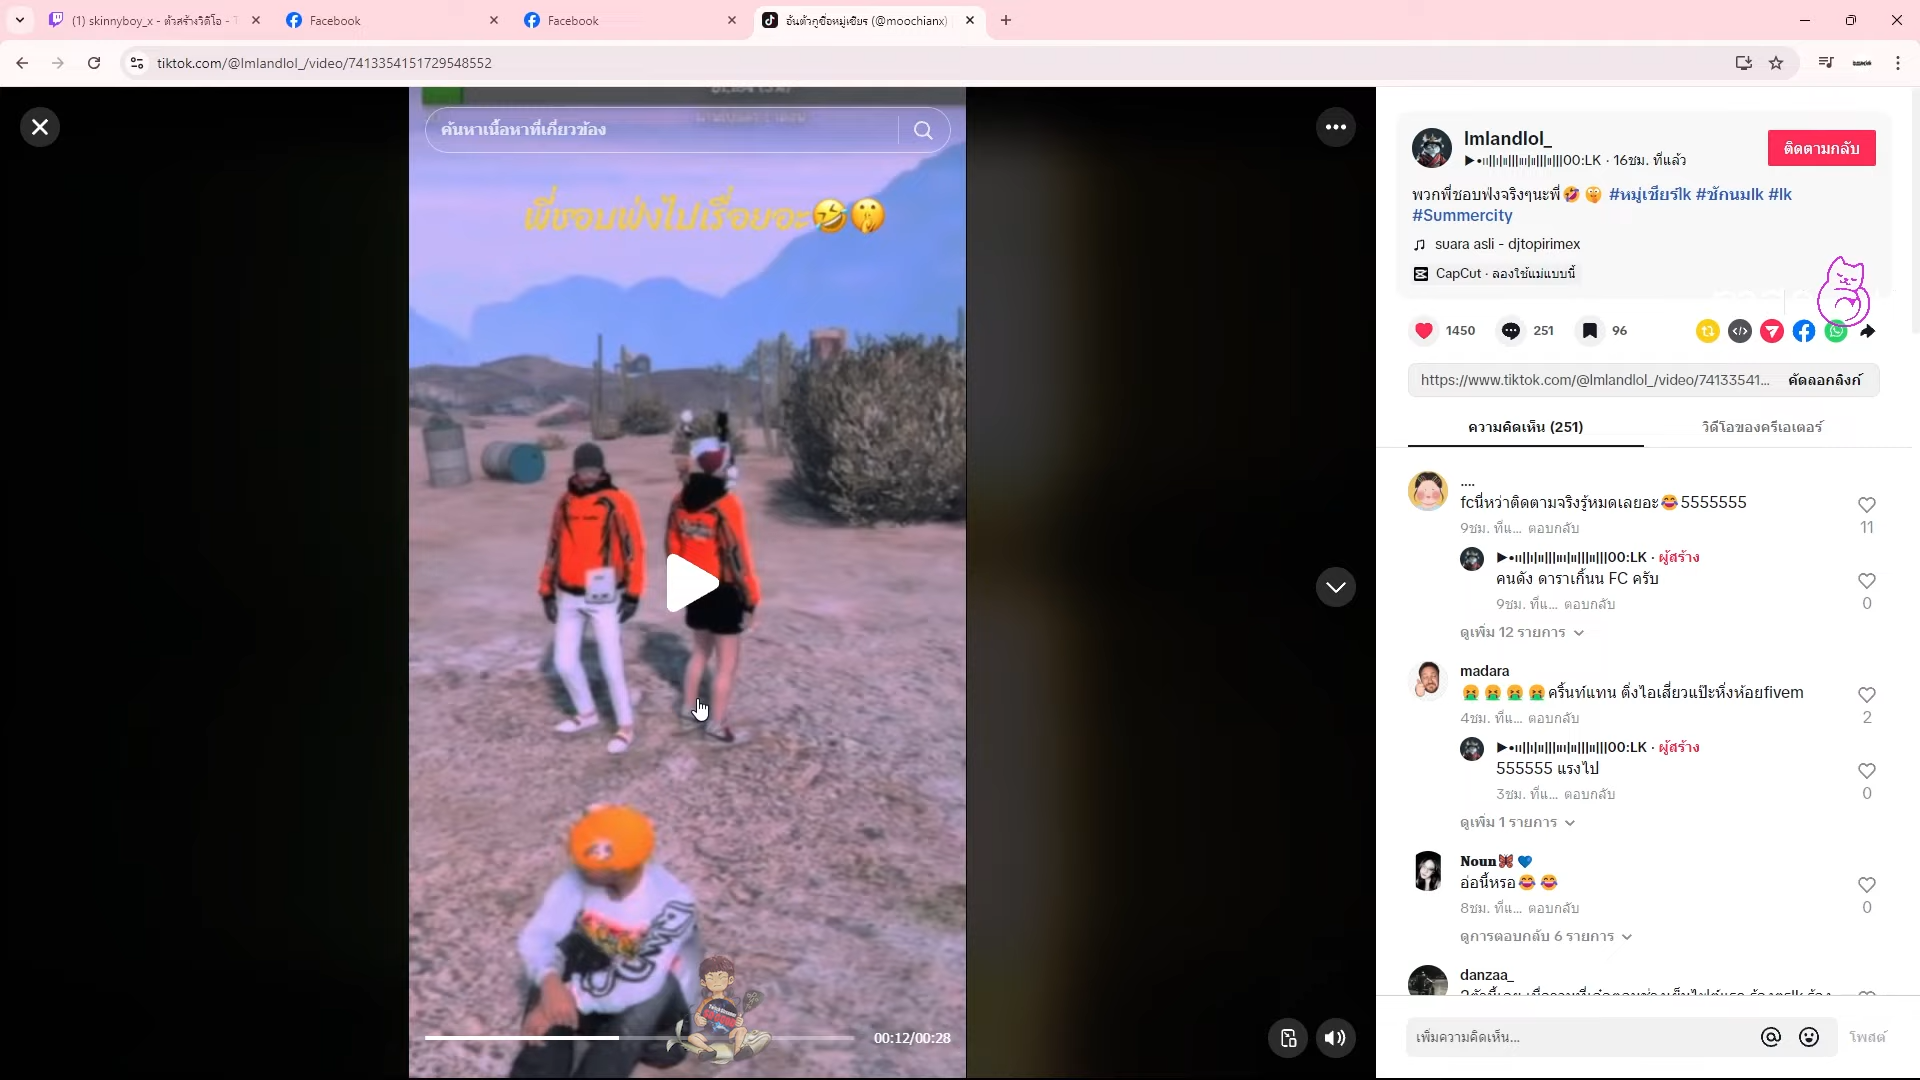 (1) skinnyboy_x - ตัวสร้างวิดีโอ - T
Facebook
Facebook
อันตัวกูชื่อหมู่เชียร (@moochianx)
tiktok.com/@lmlandlol_/video/7413354151729548552
ค้นหาเนื้อหาที่เกี่ยวข้อง
พี่ชอบฟังไปเรื่อยอะ🤣🤫
00:12/00:28
lmlandlol_
00:LK · 16ชม. ที่แล้ว
ติดตามกลับ
พวกพี่ชอบฟังจริงๆนะพี่🤣🤫 #หมู่เชียร์lk #ชักนมlk #lk
#Summercity
suara asli - djtopirimex
CapCut · ลองใช้แม่แบบนี้
1450
251
96
https://www.tiktok.com/@lmlandlol_/video/74133541...
คัดลอกลิงก์
ความคิดเห็น (251)
วิดีโอของครีเอเตอร์
....
fcนี่หว่าติดตามจริงรู้หมดเลยอะ😂5555555
9ชม. ที่แ... ตอบกลับ
11
00:LK · ผู้สร้าง
คนดัง ดาราเกิ้นน FC ครับ
9ชม. ที่แ... ตอบกลับ
0
ดูเพิ่ม 12 รายการ
madara
🤮🤮🤮🤮ครึ้นท์แทน ติ่งไอเสี่ยวแป๊ะหิ่งห้อยfivem
4ชม. ที่แ... ตอบกลับ
2
00:LK · ผู้สร้าง
555555 แรงไป
3ชม. ที่แ... ตอบกลับ
0
ดูเพิ่ม 1 รายการ
Noun🦋💙
อ่อนี้หรอ😂😂
8ชม. ที่แ... ตอบกลับ
0
ดูการตอบกลับ 6 รายการ
danzaa_
เพิ่มความคิดเห็น...
โพสต์